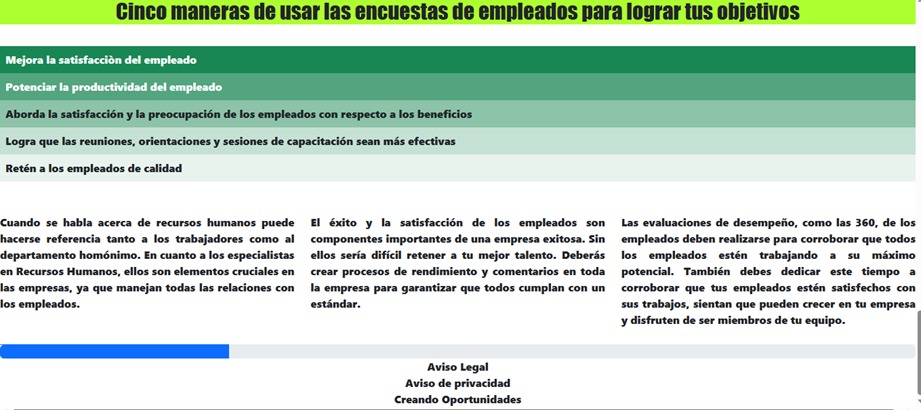 Cinco maneras de usar las encuestas de empleados para lograr tus objetivos
Mejora la satisfacciòn del empleado
Potenciar la productividad del empleado
Aborda la satisfacción y la preocupación de los empleados con respecto a los beneficios
Logra que las reuniones, orientaciones y sesiones de capacitación sean más efectivas
Retén a los empleados de calidad
Cuando se habla acerca de recursos humanos puede
hacerse referencia tanto a los trabajadores como al
departamento homónimo. En cuanto a los especialistas
en Recursos Humanos, ellos son elementos cruciales en
las empresas, ya que manejan todas las relaciones con
los empleados.
El éxito y la satisfacción de los empleados son
componentes importantes de una empresa exitosa. Sin
ellos sería difícil retener a tu mejor talento. Deberás
crear procesos de rendimiento y comentarios en toda
la empresa para garantizar que todos cumplan con un
estándar.
Las evaluaciones de desempeño, como las 360, de los
empleados deben realizarse para corroborar que todos
los empleados estén trabajando a su máximo
potencial. También debes dedicar este tiempo a
corroborar que tus empleados estén satisfechos con
sus trabajos, sientan que pueden crecer en tu empresa
y disfruten de ser miembros de tu equipo.
Aviso Legal
Aviso de privacidad
Creando Oportunidades